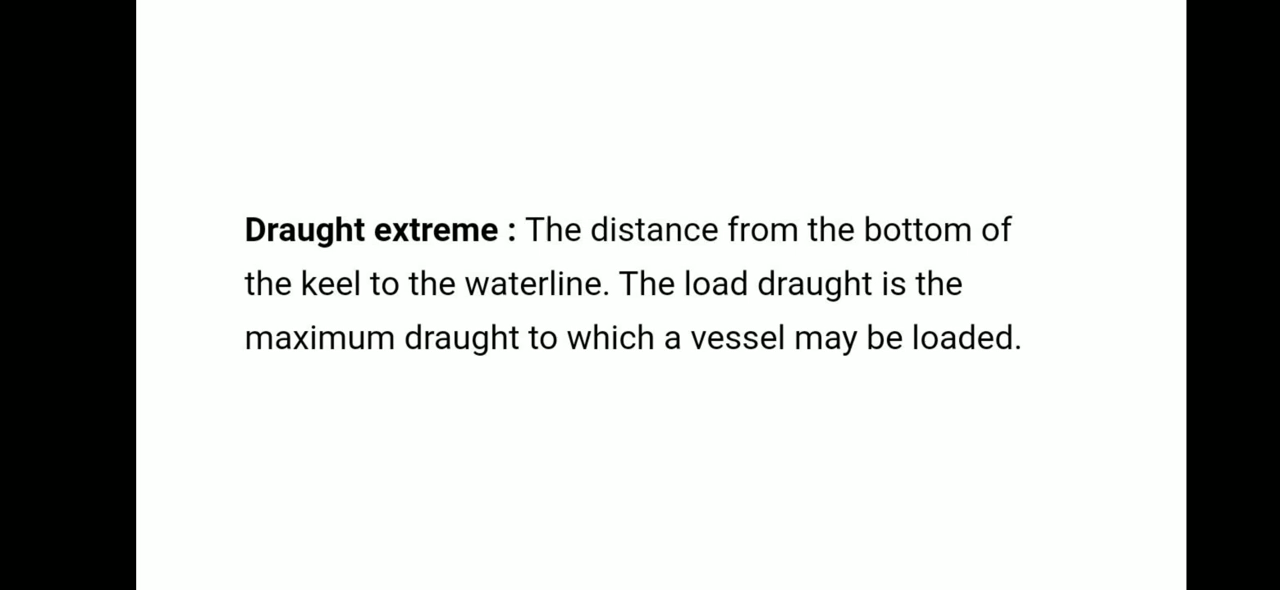 Draught extreme : The distance from the bottom of
the keel to the waterline. The load draught is the
maximum draught to which a vessel may be loaded.